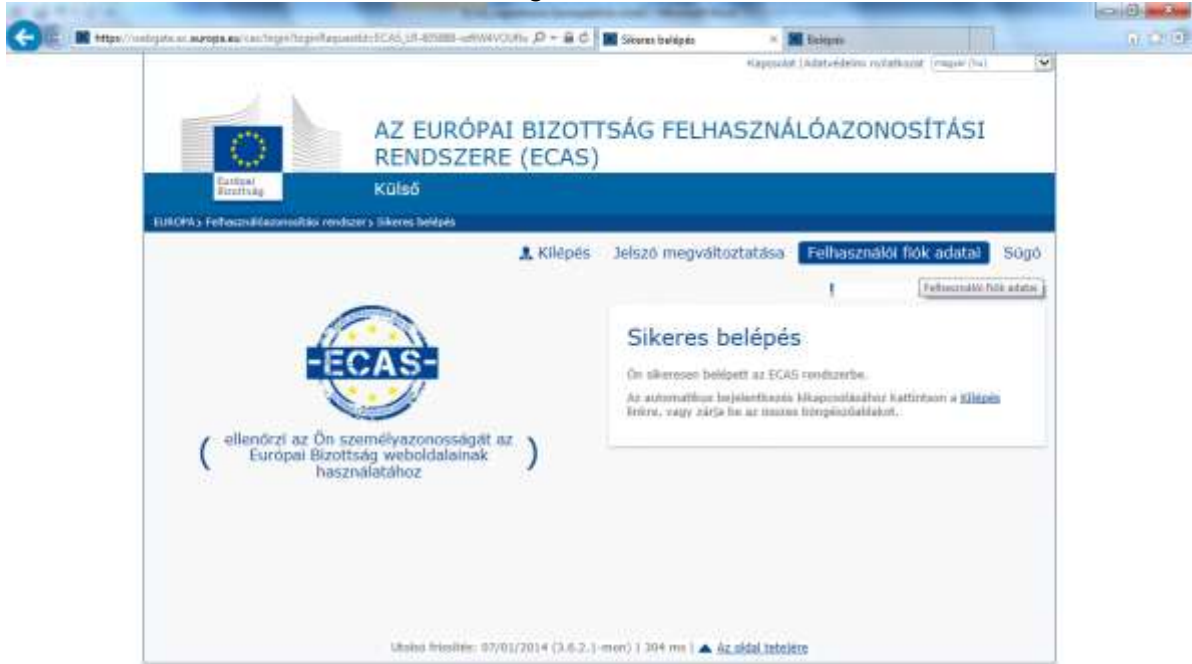 Sikeres belépés
Belépés
Kapcsolat | Adatvédelmi nyilatkozat magyar (hu)
AZ EURÓPAI BIZOTTSÁG FELHASZNÁLÓAZONOSÍTÁSI
RENDSZERE (ECAS)
Európai
Bizottság
Külső
EUROPA > Felhasználóazonosítási rendszer > Sikeres belépés
Kilépés Jelszó megváltoztatása Felhasználói fiók adatai Súgó
Felhasználói fiók adatai
-ECAS-
ellenőrzi az Ön személyazonosságát az
Európai Bizottság weboldalainak
használatához
Sikeres belépés
Ön sikeresen belépett az ECAS rendszerbe.
Az automatikus bejelentkezés kikapcsolásához kattintson a Kilépés
linkre, vagy zárja be az összes böngészőablakot.
Utolsó frissítés: 07/01/2014 (3.6.2.1-mon) | 304 ms | Az oldal tetejére